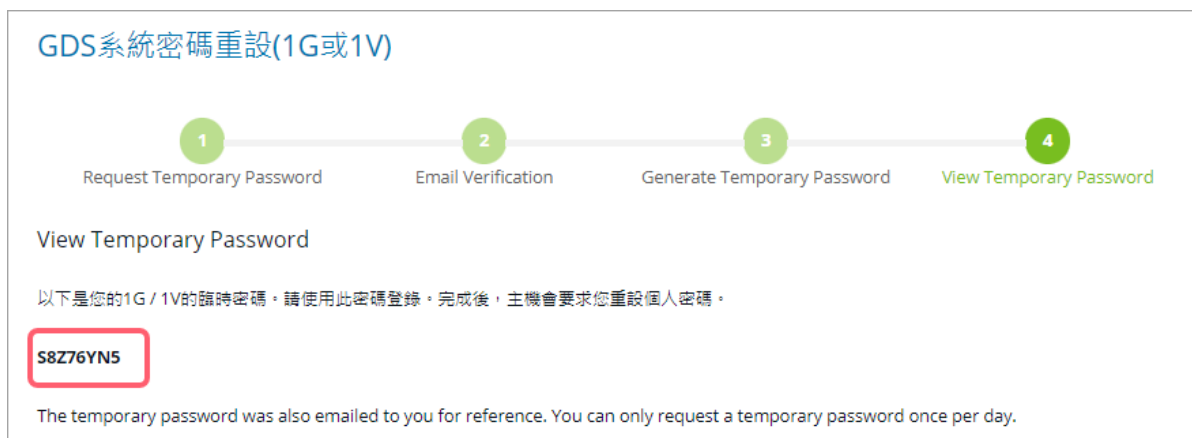 GDS系統密碼重設(1G或1V)
1
2
3
4
Request Temporary Password
Email Verification
Generate Temporary Password
View Temporary Password
View Temporary Password
以下是您的1G / 1V的臨時密碼。請使用此密碼登錄。完成後，主機會要求您重設個人密碼。
S8Z76YN5
The temporary password was also emailed to you for reference. You can only request a temporary password once per day.